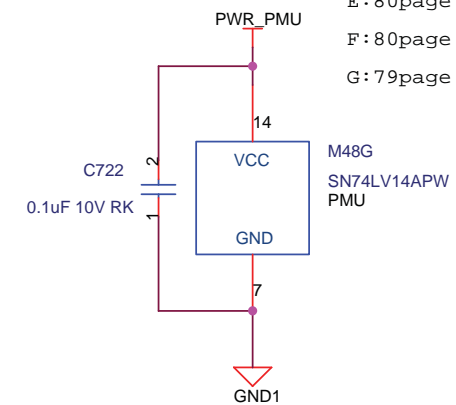 E:80page
PWR_PMU
F:80page
G:79page
14
VCC
M48G
SN74LV14APW
PMU
2
C722
0.1uF 10V RK
1
GND
7
GND1